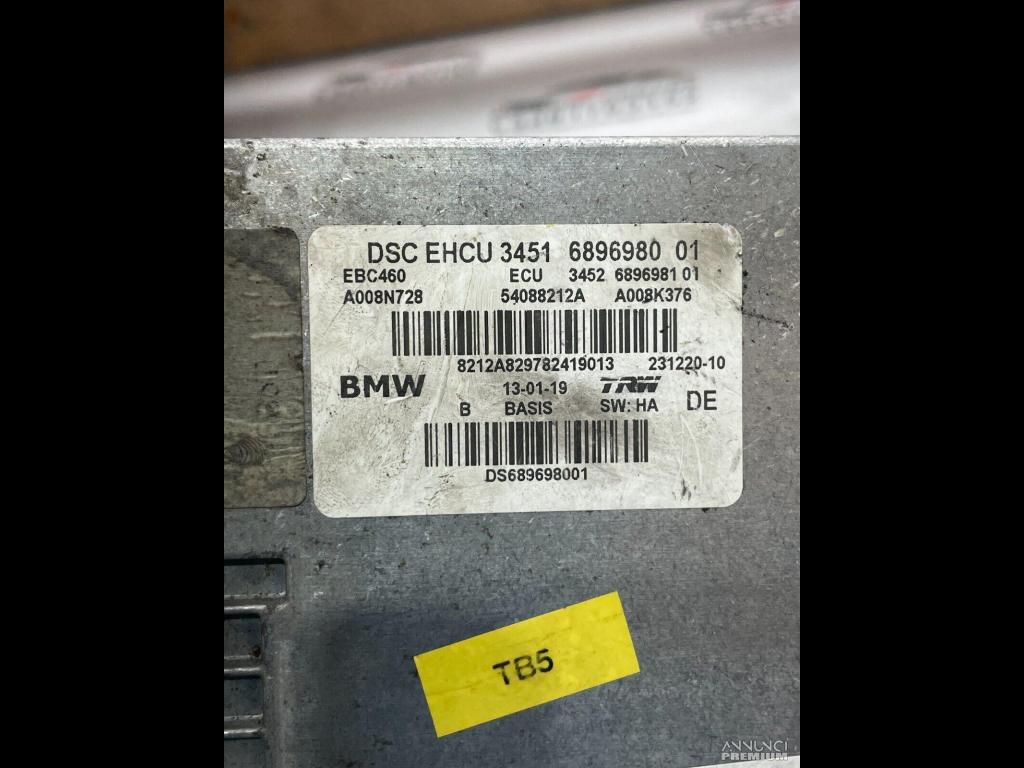 DSC EHCU 3451 6896980 01
EBC460 ECU 3452 6896981 01
A008N728 54088212A A008K376
8212A829782419013 231220-10
BMW 13-01-19 TRW
B BASIS SW: HA DE
DS689698001
TB5
ANNUNCI
PREMIUM